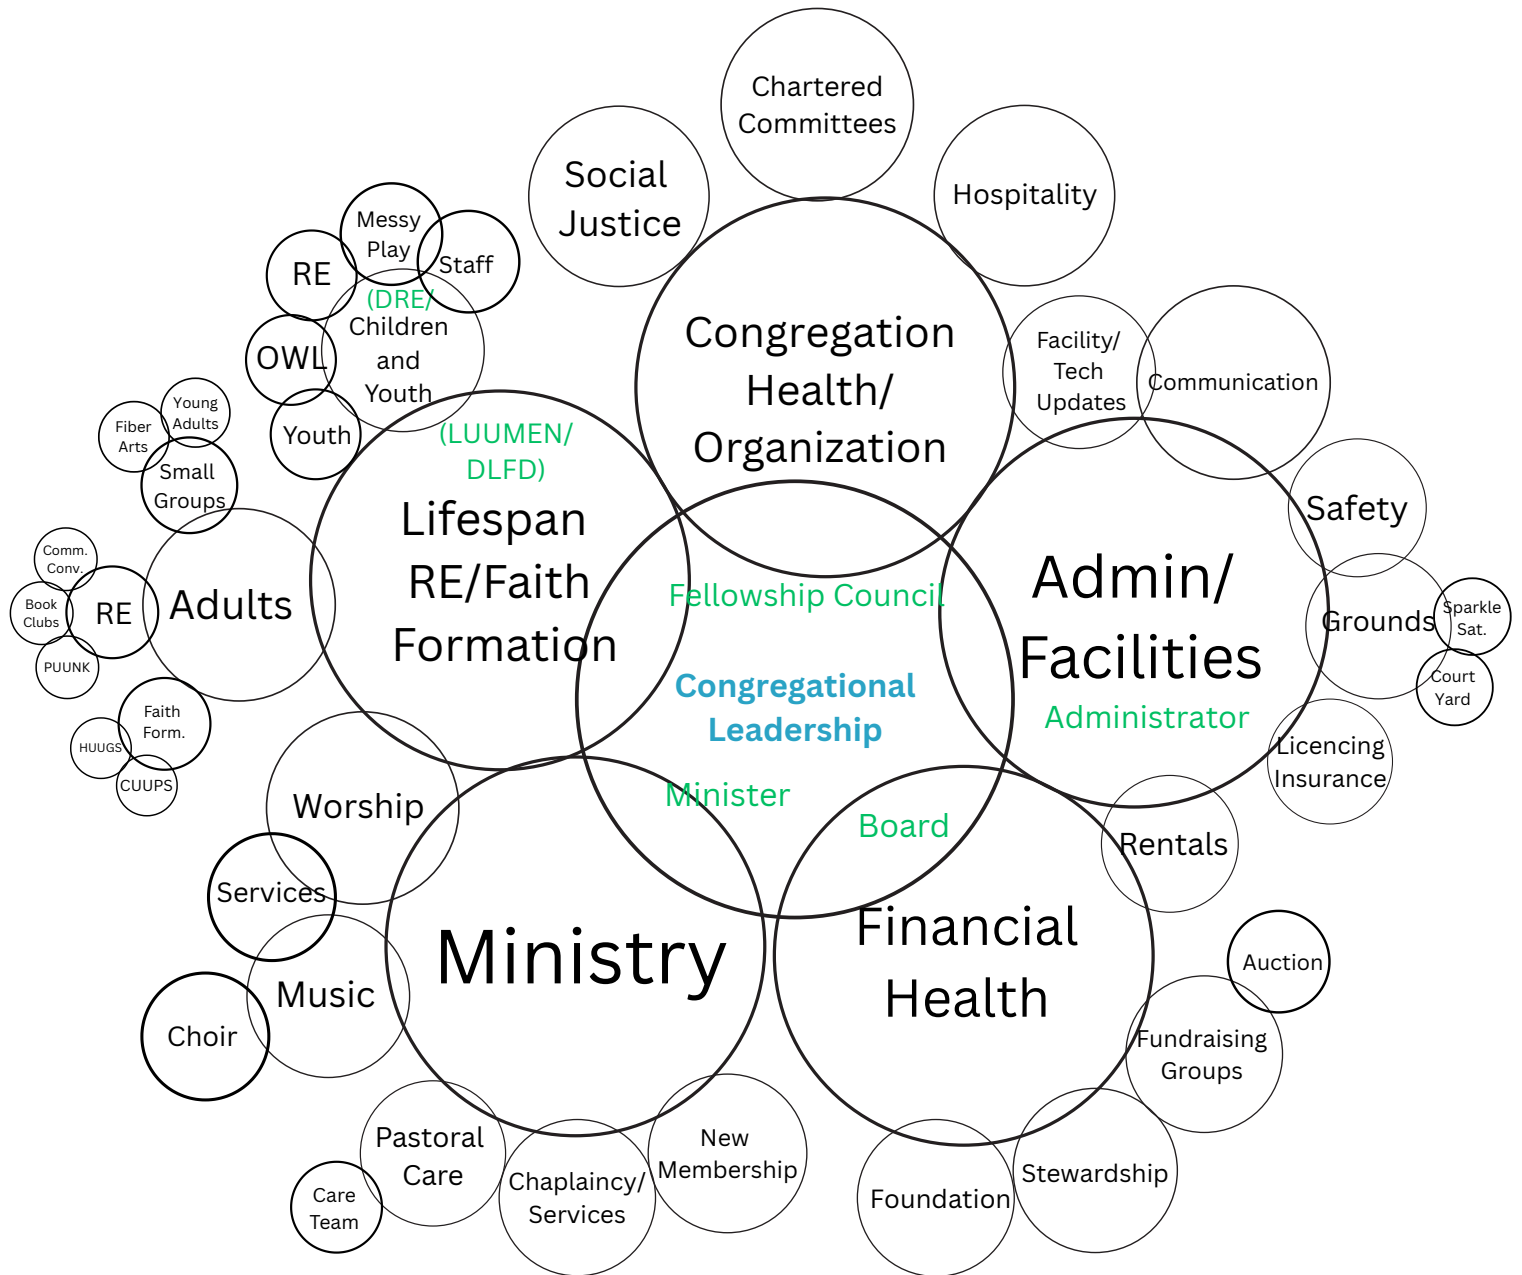 Chartered
Committees
Social
Justice
Hospitality
Messy
Play
Staff
RE
(DRE/
Children
and
Youth
OWL
Youth
Congregation
Health/
Organization
Facility/
Tech
Updates
Communication
Young
Adults
Fiber
Arts
Small
Groups
(LUUMEN/
DLFD)
Lifespan
RE/Faith
Formation
Safety
Comm.
Conv.
Book
Clubs
RE
PUUNK
Adults
Fellowship Council
Congregational
Leadership
Minister
Board
Admin/
Facilities
Administrator
Grounds
Sparkle
Sat.
Court
Yard
Licencing
Insurance
Rentals
Faith
Form.
HUUGS
CUUPS
Worship
Services
Music
Choir
Ministry
Financial
Health
Auction
Fundraising
Groups
Pastoral
Care
Care
Team
Chaplaincy/
Services
New
Membership
Foundation
Stewardship